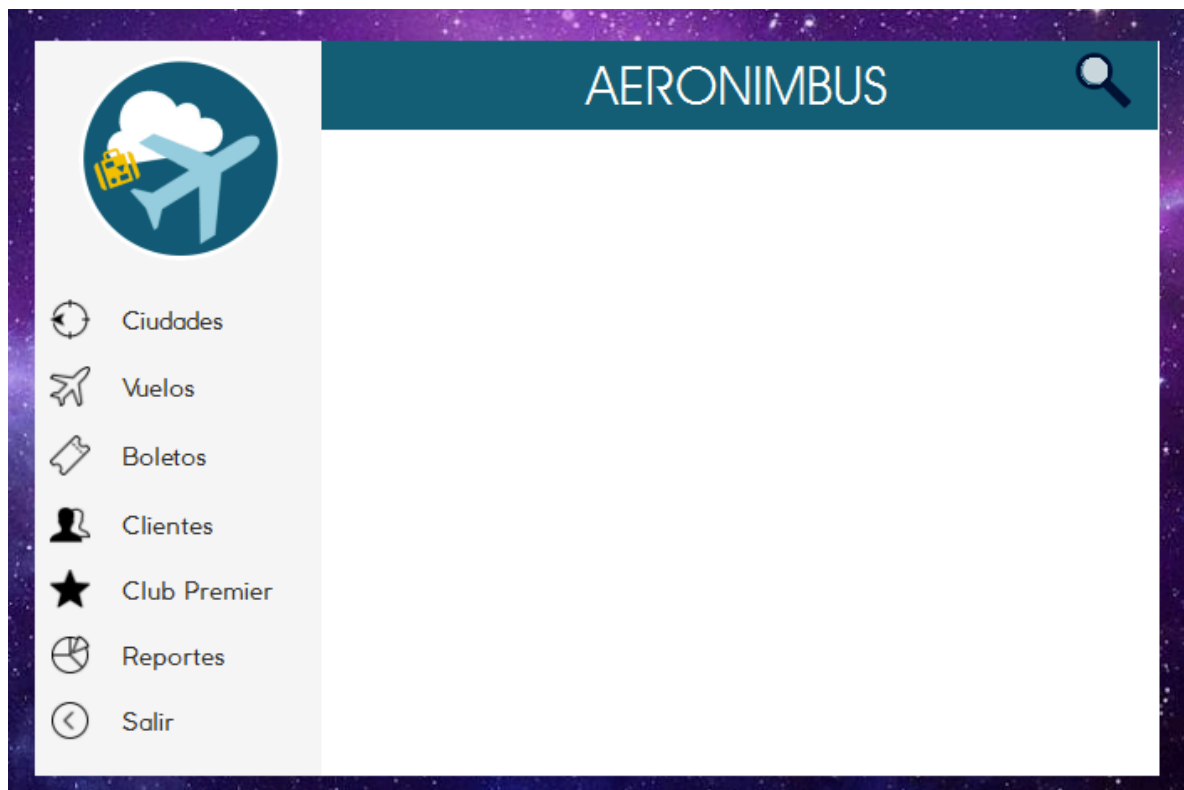 AERONIMBUS
Ciudades
Vuelos
Boletos
Clientes
Club Premier
Reportes
Salir